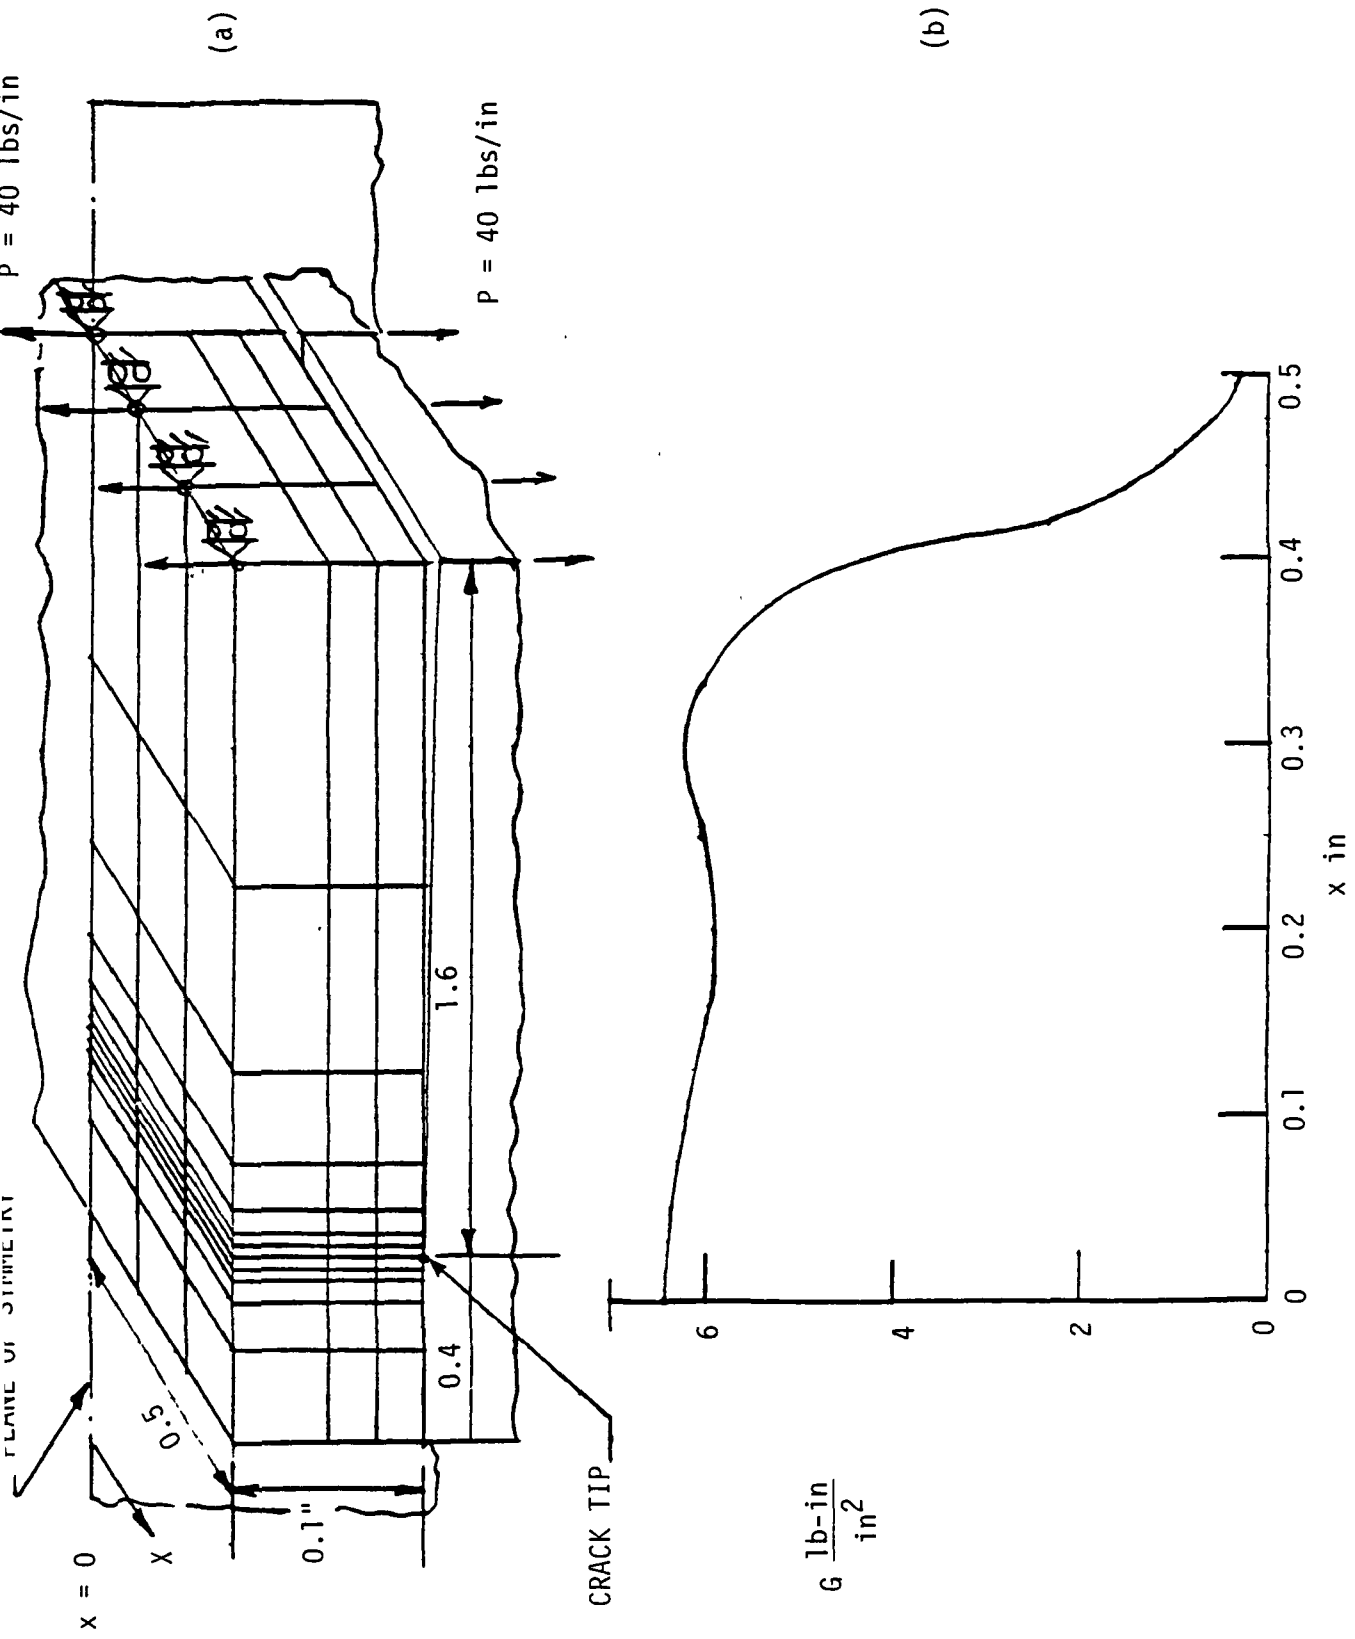 PLANE OF SYMMETRY
P = 40 lbs/in
(a)
x = 0
X
0.5
0.1"
0.4
1.6
P = 40 lbs/in
CRACK TIP
(b)
G lb-in
in2
6
4
2
0
0
0.1
0.2
0.3
0.4
0.5
x in